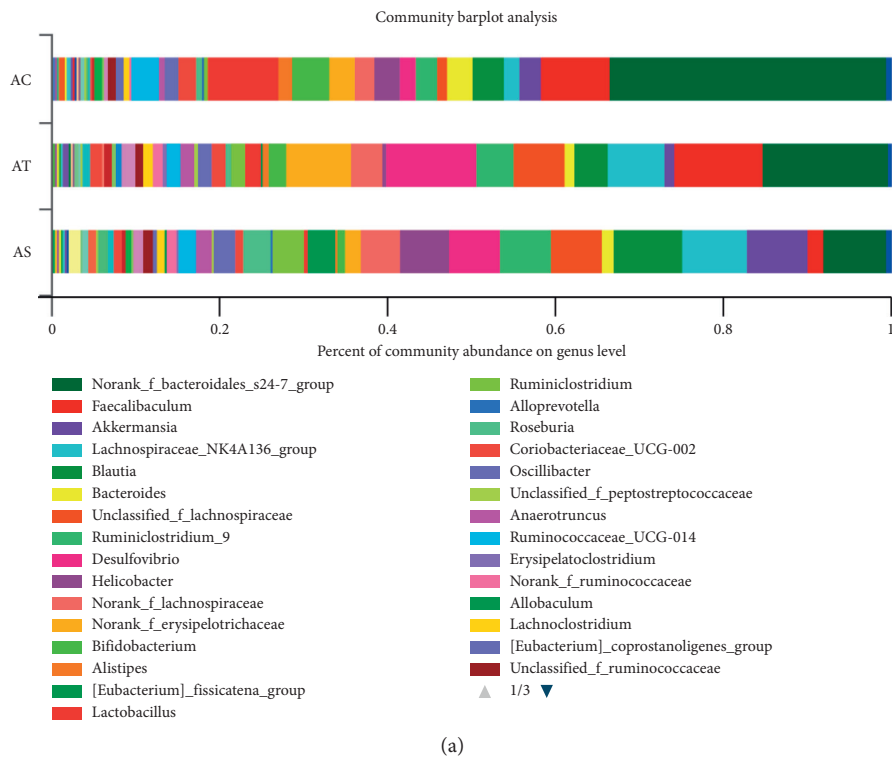 Community barplot analysis
AC
AT
AS
0
0.2
0.4
0.6
0.8
1
Percent of community abundance on genus level
Norank_f_bacteroidales_s24-7_group
Faecalibaculum
Akkermansia
Lachnospiraceae_NK4A136_group
Blautia
Bacteroides
Unclassified_f_lachnospiraceae
Ruminiclostridium_9
Desulfovibrio
Helicobacter
Norank_f_lachnospiraceae
Norank_f_erysipelotrichaceae
Bifidobacterium
Alistipes
[Eubacterium]_fissicatena_group
Lactobacillus
Ruminiclostridium
Alloprevotella
Roseburia
Coriobacteriaceae_UCG-002
Oscillibacter
Unclassified_f_peptostreptococcaceae
Anaerotruncus
Ruminococcaceae_UCG-014
Erysipelatoclostridium
Norank_f_ruminococcaceae
Allobaculum
Lachnoclostridium
[Eubacterium]_coprostanoligenes_group
Unclassified_f_ruminococcaceae
1/3
(a)